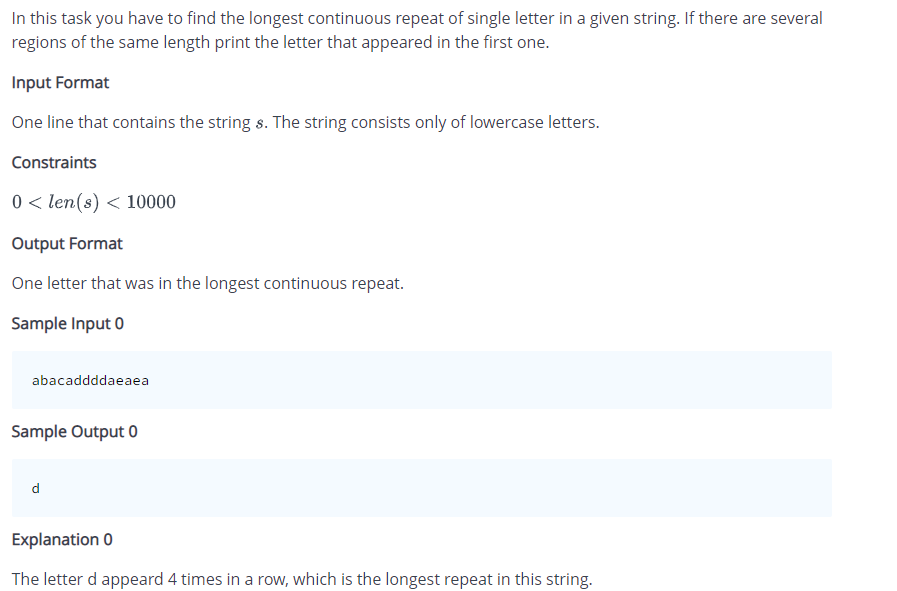 In this task you have to find the longest continuous repeat of single letter in a given string. If there are several
regions of the same length print the letter that appeared in the first one.
Input Format
One line that contains the string s. The string consists only of lowercase letters.
Constraints
0 < len(s) < 10000
Output Format
One letter that was in the longest continuous repeat.
Sample Input 0
abacaddddaeaea
Sample Output 0
d
Explanation 0
The letter d appeard 4 times in a row, which is the longest repeat in this string.